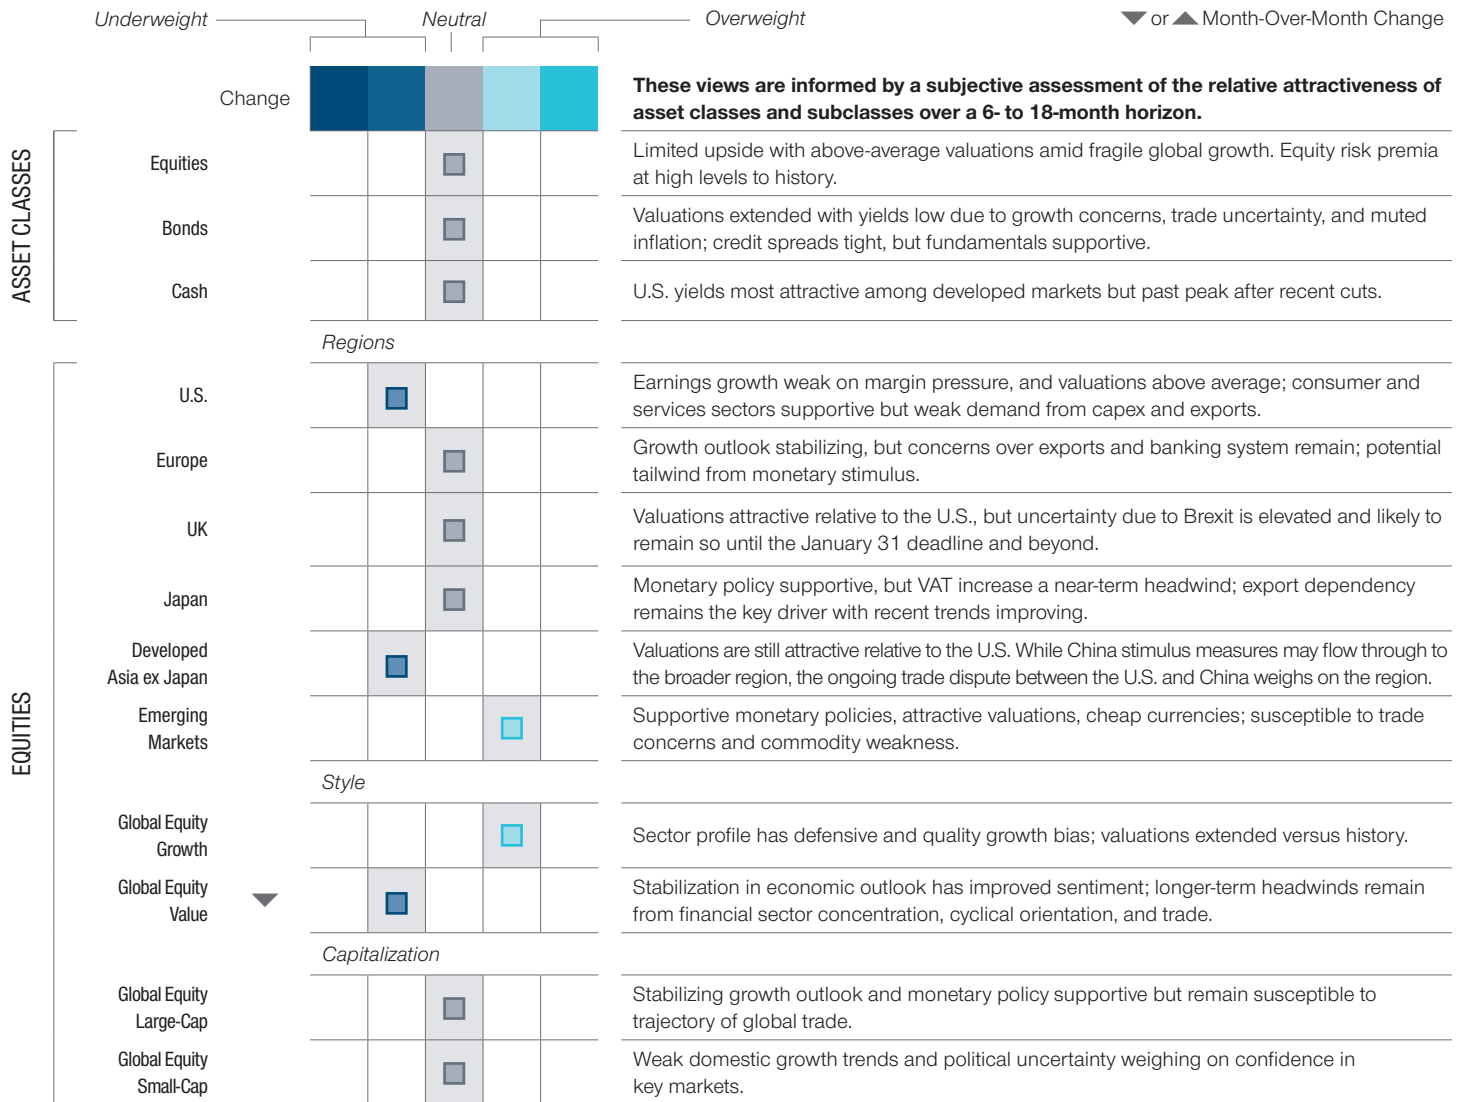 Underweight
Neutral
Overweight
▼ or ▲ Month-Over-Month Change
Change
These views are informed by a subjective assessment of the relative attractiveness of
asset classes and subclasses over a 6- to 18-month horizon.
ASSET CLASSES
Equities
Limited upside with above-average valuations amid fragile global growth. Equity risk premia
at high levels to history.
Bonds
Valuations extended with yields low due to growth concerns, trade uncertainty, and muted
inflation; credit spreads tight, but fundamentals supportive.
Cash
U.S. yields most attractive among developed markets but past peak after recent cuts.
EQUITIES
Regions
U.S.
Earnings growth weak on margin pressure, and valuations above average; consumer and
services sectors supportive but weak demand from capex and exports.
Europe
Growth outlook stabilizing, but concerns over exports and banking system remain; potential
tailwind from monetary stimulus.
UK
Valuations attractive relative to the U.S., but uncertainty due to Brexit is elevated and likely to
remain so until the January 31 deadline and beyond.
Japan
Monetary policy supportive, but VAT increase a near-term headwind; export dependency
remains the key driver with recent trends improving.
Developed
Asia ex Japan
Valuations are still attractive relative to the U.S. While China stimulus measures may flow through to
the broader region, the ongoing trade dispute between the U.S. and China weighs on the region.
Emerging
Markets
Supportive monetary policies, attractive valuations, cheap currencies; susceptible to trade
concerns and commodity weakness.
Style
Global Equity
Growth
Sector profile has defensive and quality growth bias; valuations extended versus history.
Global Equity
Value
▼
Stabilization in economic outlook has improved sentiment; longer-term headwinds remain
from financial sector concentration, cyclical orientation, and trade.
Capitalization
Global Equity
Large-Cap
Stabilizing growth outlook and monetary policy supportive but remain susceptible to
trajectory of global trade.
Global Equity
Small-Cap
Weak domestic growth trends and political uncertainty weighing on confidence in
key markets.